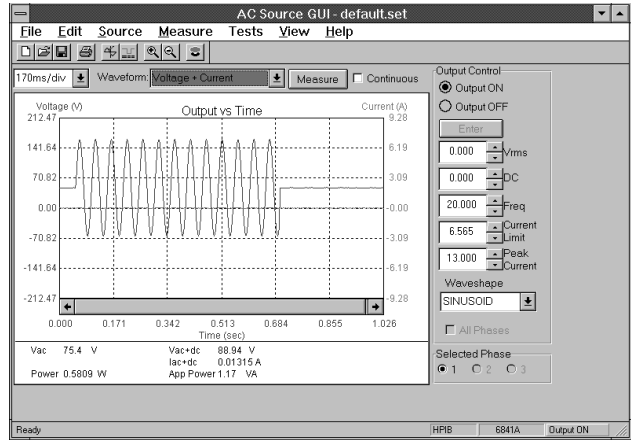 AC Source GUI - default.set
File Edit Source Measure Tests View Help
170ms/div Waveform: Voltage + Current Measure Continuous
Voltage (V) Output vs Time Current (A)
212.47 9.28
141.64 6.19
70.82 3.09
0.00 -0.00
-70.82 -3.09
-141.64 -6.19
-212.47 -9.28
0.000 0.171 0.342 0.513 0.684 0.855 1.026
Time (sec)
Vac 75.4 V Vac+dc 88.94 V
Iac+dc 0.01315 A
Power 0.5809 W App Power 1.17 VA
Output Control
Output ON
Output OFF
Enter
0.000 Vrms
0.000 DC
20.000 Freq
6.565 Current Limit
13.000 Peak Current
Waveshape
SINUSOID
All Phases
Selected Phase
1 2 3
Ready HPIB 6841A Output ON